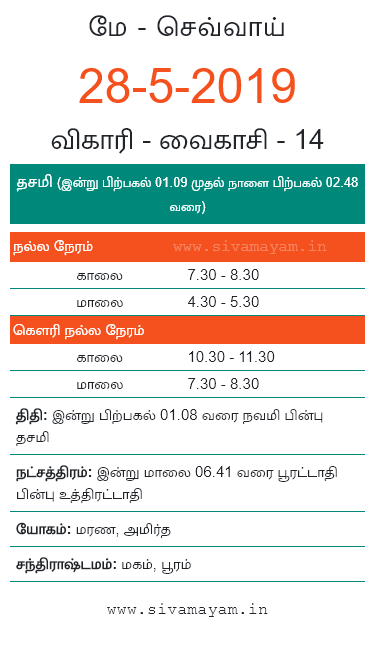 மே - செவ்வாய்
28-5-2019
விகாரி - வைகாசி - 14
தசமி (இன்று பிற்பகல் 01.09 முதல் நாளை பிற்பகல் 02.48
வரை)
நல்ல நேரம் www.sivamayam.in
காலை 7.30 - 8.30
மாலை 4.30 - 5.30
கௌரி நல்ல நேரம்
காலை 10.30 - 11.30
மாலை 7.30 - 8.30
திதி: இன்று பிற்பகல் 01.08 வரை நவமி பின்பு
தசமி
நட்சத்திரம்: இன்று மாலை 06.41 வரை பூரட்டாதி
பின்பு உத்திரட்டாதி
யோகம்: மரண, அமிர்த
சந்திராஷ்டமம்: மகம், பூரம்
www.sivamayam.in